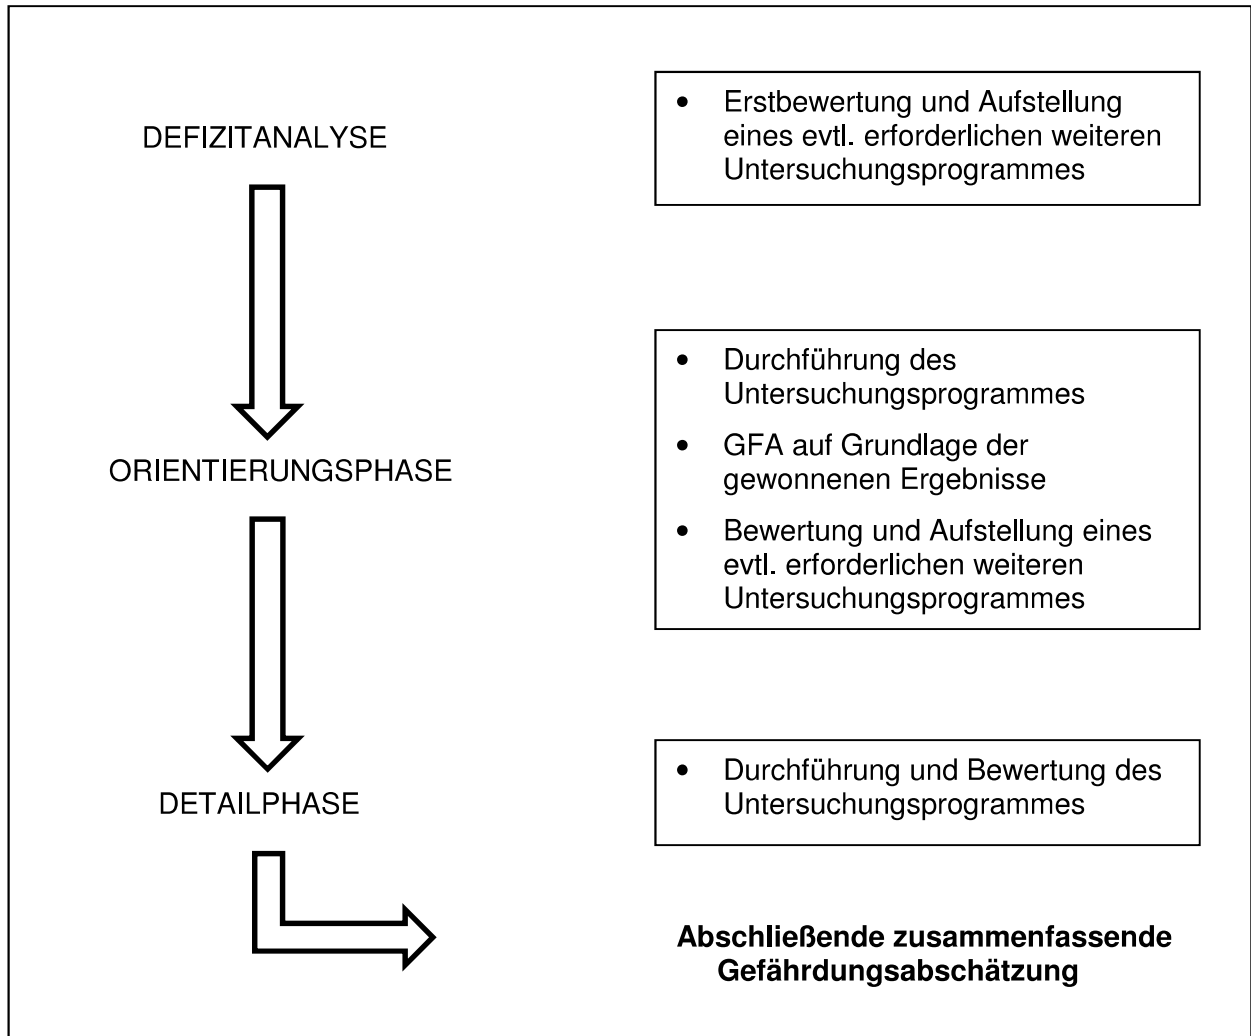 DEFIZITANALYSE
• Erstbewertung und Aufstellung
eines evtl. erforderlichen weiteren
Untersuchungsprogrammes
ORIENTIERUNGSPHASE
• Durchführung des
Untersuchungsprogrammes
• GFA auf Grundlage der
gewonnenen Ergebnisse
• Bewertung und Aufstellung eines
evtl. erforderlichen weiteren
Untersuchungsprogrammes
DETAILPHASE
• Durchführung und Bewertung des
Untersuchungsprogrammes
Abschließende zusammenfassende
Gefährdungsabschätzung